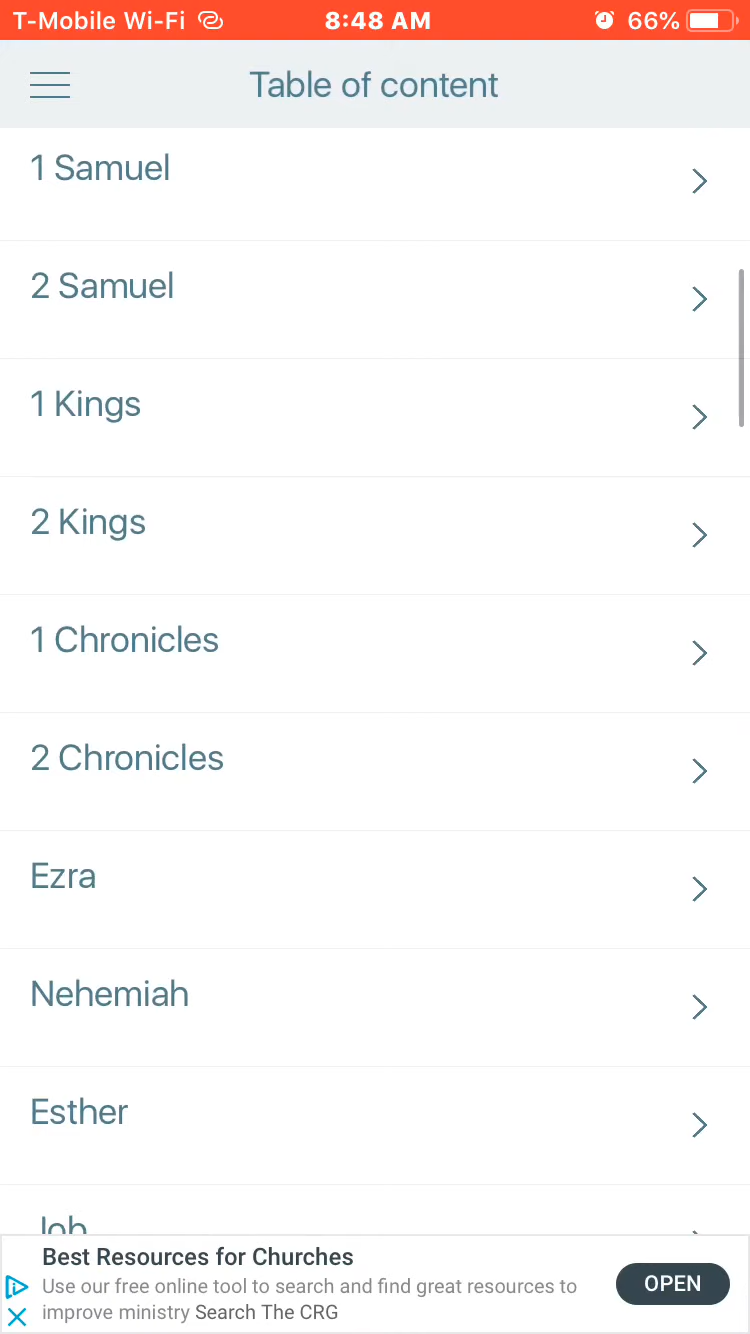 T-Mobile Wi-Fi 8:48 AM 66%
Table of content
1 Samuel
2 Samuel
1 Kings
2 Kings
1 Chronicles
2 Chronicles
Ezra
Nehemiah
Esther
Job
Best Resources for Churches
Use our free online tool to search and find great resources to
improve ministry Search The CRG
OPEN